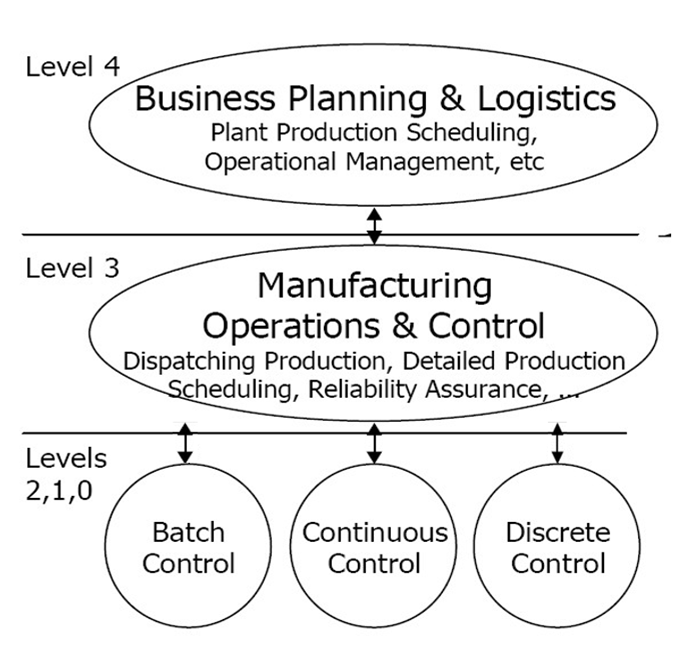 Level 4
Business Planning & Logistics
Plant Production Scheduling,
Operational Management, etc
Level 3
Manufacturing
Operations & Control
Dispatching Production, Detailed Production
Scheduling, Reliability Assurance, ...
Levels
2,1,0
Batch
Control
Continuous
Control
Discrete
Control